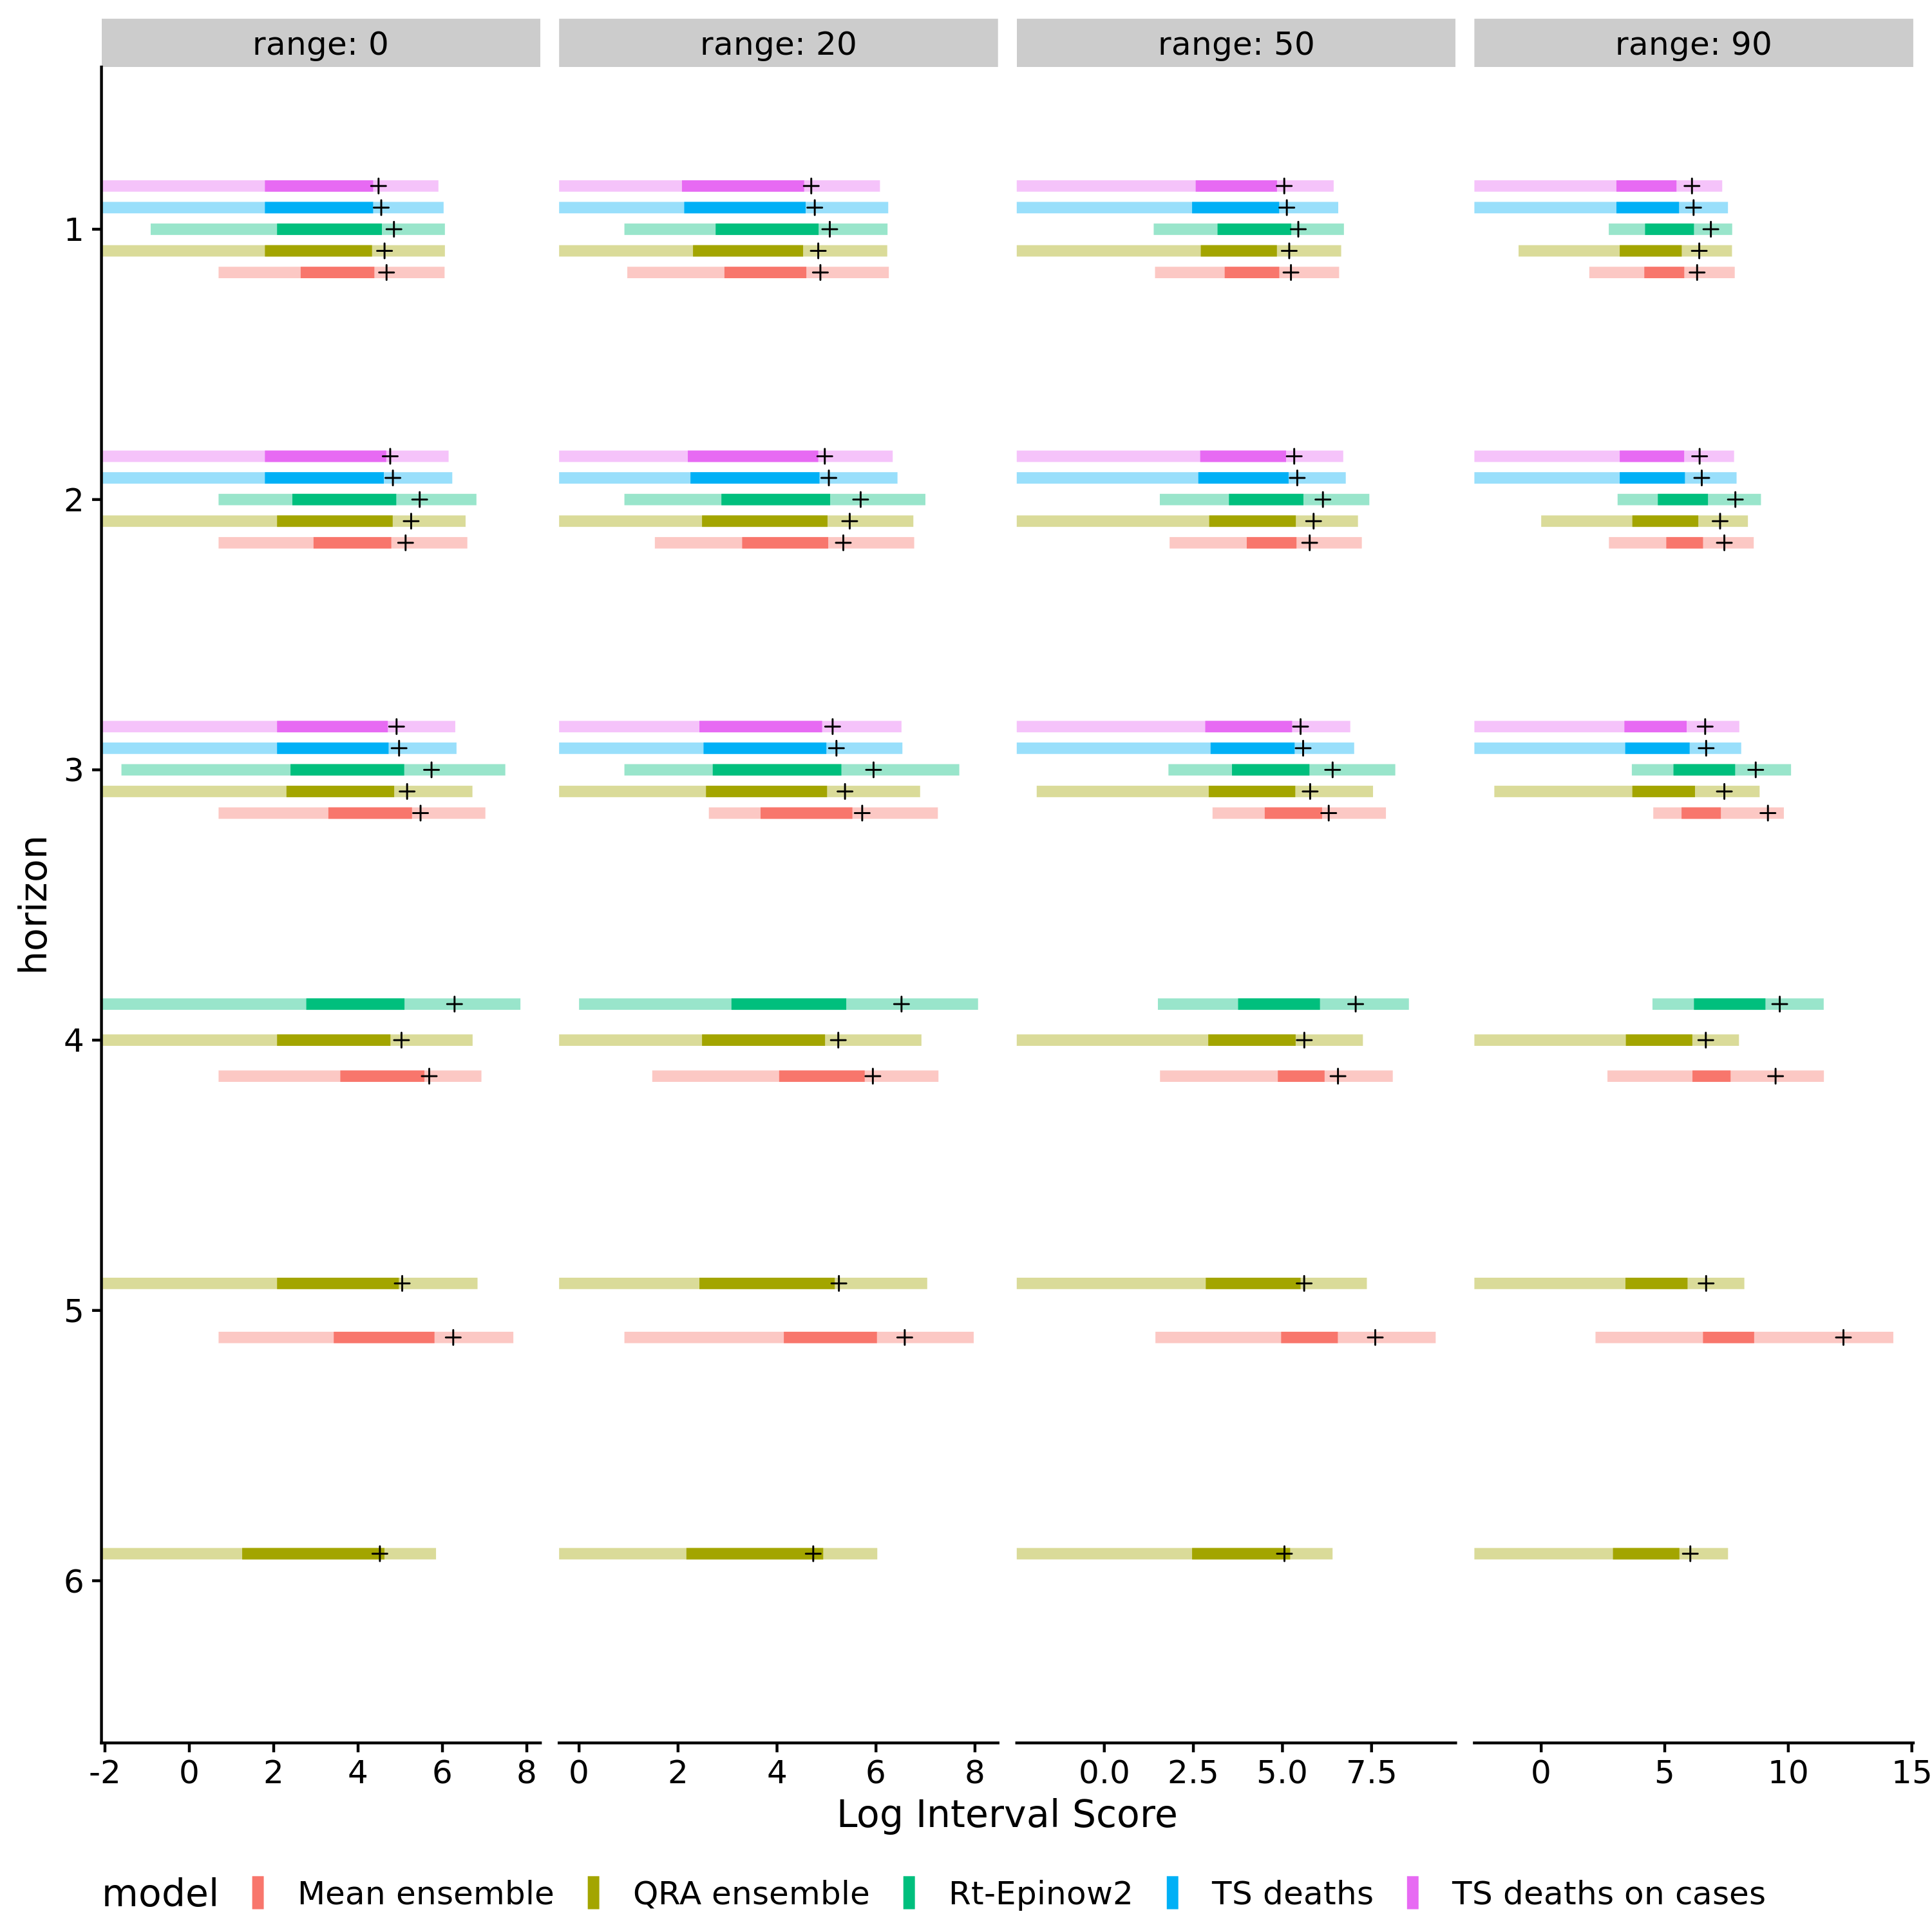 range: 0 range: 20 range: 50 range: 90
1
2
3
4
5
6
horizon
-2 0 2 4 6 8 0 2 4 6 8 0.0 2.5 5.0 7.5 0 5 10 15
Log Interval Score
model Mean ensemble QRA ensemble Rt-Epinow2 TS deaths TS deaths on cases